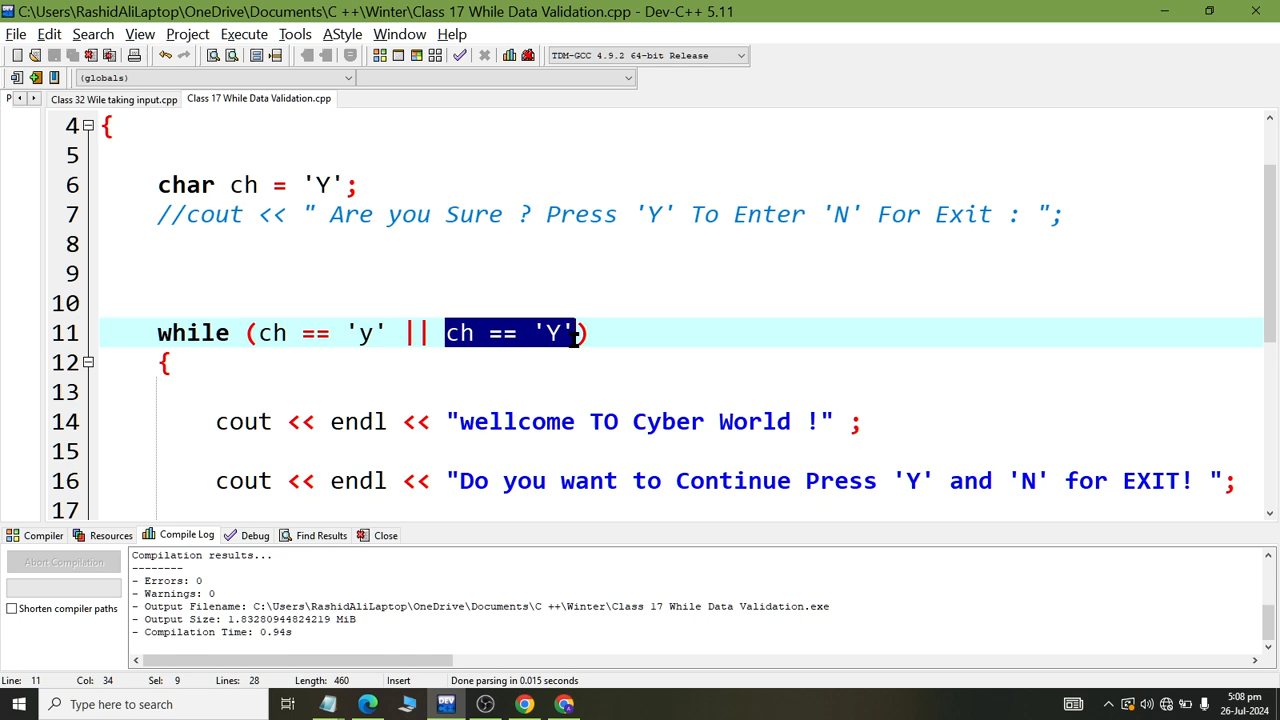 C:\Users\RashidAliLaptop\OneDrive\Documents\C ++\Winter\Class 17 While Data Validation.cpp - Dev-C++ 5.11
File Edit Search View Project Execute Tools AStyle Window Help
TDM-GCC 4.9.2 64-bit Release
(globals)
P Class 32 Wile taking input.cpp Class 17 While Data Validation.cpp
4 {
5
6 char ch = 'Y';
7 //cout << " Are you Sure ? Press 'Y' To Enter 'N' For Exit : ";
8
9
10
11 while (ch == 'y' || ch == 'Y')
12 {
13
14 cout << endl << "wellcome TO Cyber World !" ;
15
16 cout << endl << "Do you want to Continue Press 'Y' and 'N' for EXIT! ";
17
Compiler Resources Compile Log Debug Find Results Close
Abort Compilation
Shorten compiler paths
Compilation results...
--------
- Errors: 0
- Warnings: 0
- Output Filename: C:\Users\RashidAliLaptop\OneDrive\Documents\C ++\Winter\Class 17 While Data Validation.exe
- Output Size: 1.83280944824219 MiB
- Compilation Time: 0.94s
Line: 11 Col: 34 Sel: 9 Lines: 28 Length: 460 Insert Done parsing in 0.015 seconds
Type here to search
DEV
5:08 pm
26-Jul-2024